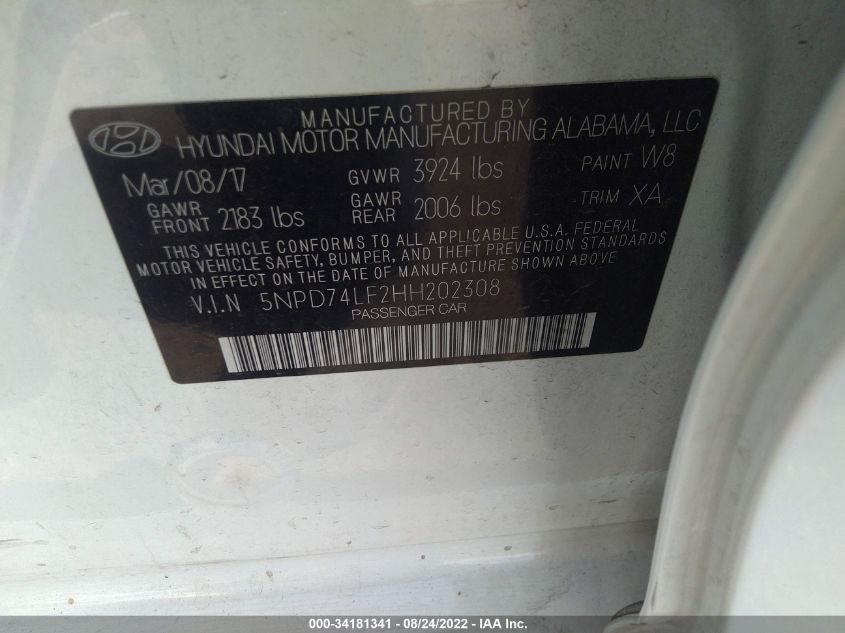 MANUFACTURED BY
HYUNDAI MOTOR MANUFACTURING ALABAMA, LLC
Mar/08/17 GVWR 3924 lbs PAINT W8
GAWR FRONT 2183 lbs GAWR REAR 2006 lbs TRIM XA
THIS VEHICLE CONFORMS TO ALL APPLICABLE U.S.A. FEDERAL
MOTOR VEHICLE SAFETY, BUMPER, AND THEFT PREVENTION STANDARDS
IN EFFECT ON THE DATE OF MANUFACTURE SHOWN ABOVE.
V.I.N 5NPD74LF2HH202308
PASSENGER CAR
000-34181341 - 08/24/2022 - IAA Inc.